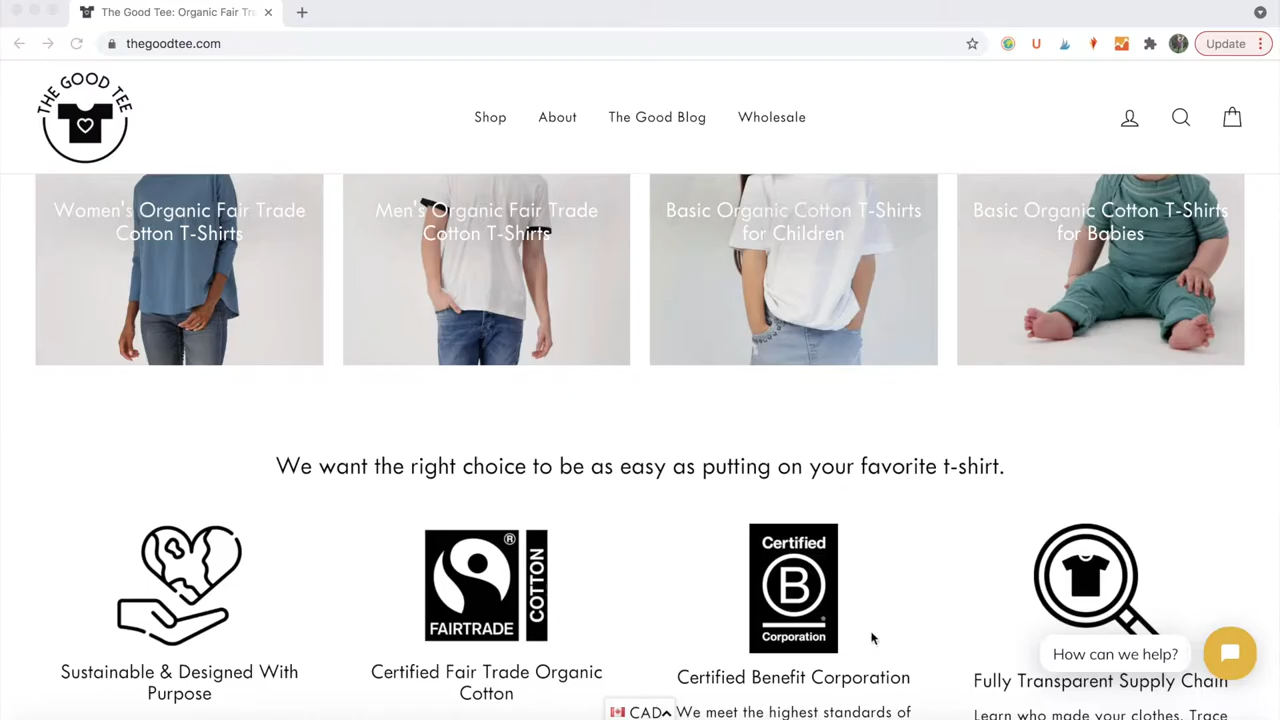 The Good Tee: Organic Fair Tr
thegoodtee.com
Update
THE GOOD TEE
Shop
About
The Good Blog
Wholesale
Women's Organic Fair Trade
Cotton T-Shirts
Men's Organic Fair Trade
Cotton T-Shirts
Basic Organic Cotton T-Shirts
for Children
Basic Organic Cotton T-Shirts
for Babies
We want the right choice to be as easy as putting on your favorite t-shirt.
Sustainable & Designed With
Purpose
FAIRTRADE
COTTON
®
Certified Fair Trade Organic
Cotton
Certified
B
Corporation
Certified Benefit Corporation
We meet the highest standards of
How can we help?
Fully Transparent Supply Chain
Learn who made your clothes. Trace
CAD